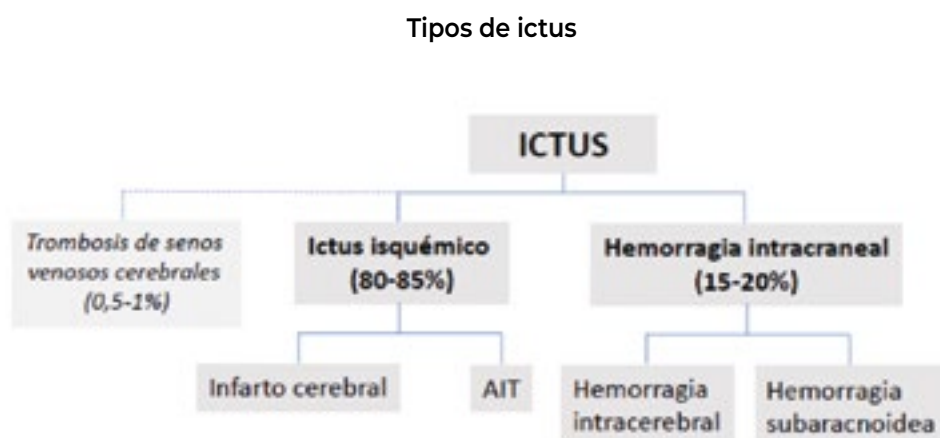 Tipos de ictus
ICTUS
Trombosis de senos
venosos cerebrales
(0,5-1%)
Ictus isquémico
(80-85%)
Hemorragia intracraneal
(15-20%)
Infarto cerebral
AIT
Hemorragia
intracerebral
Hemorragia
subaracnoidea